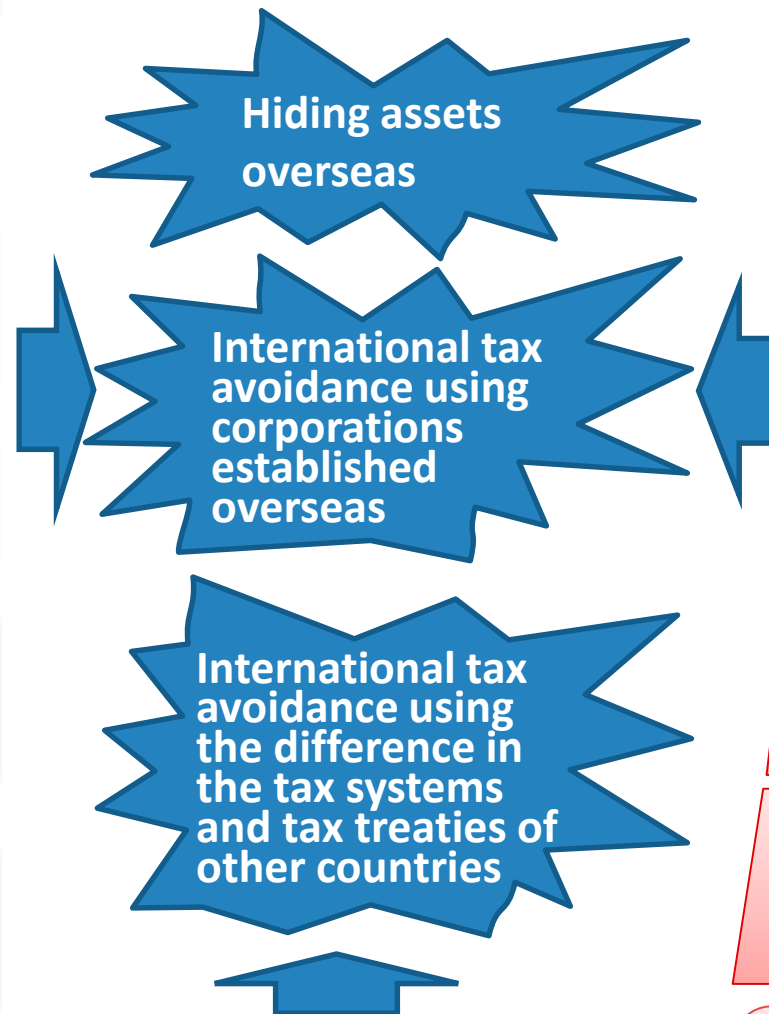 Hiding assets
overseas
International tax
avoidance using
corporations
established
overseas
International tax
avoidance using
the difference in
the tax systems
and tax treaties of
other countries